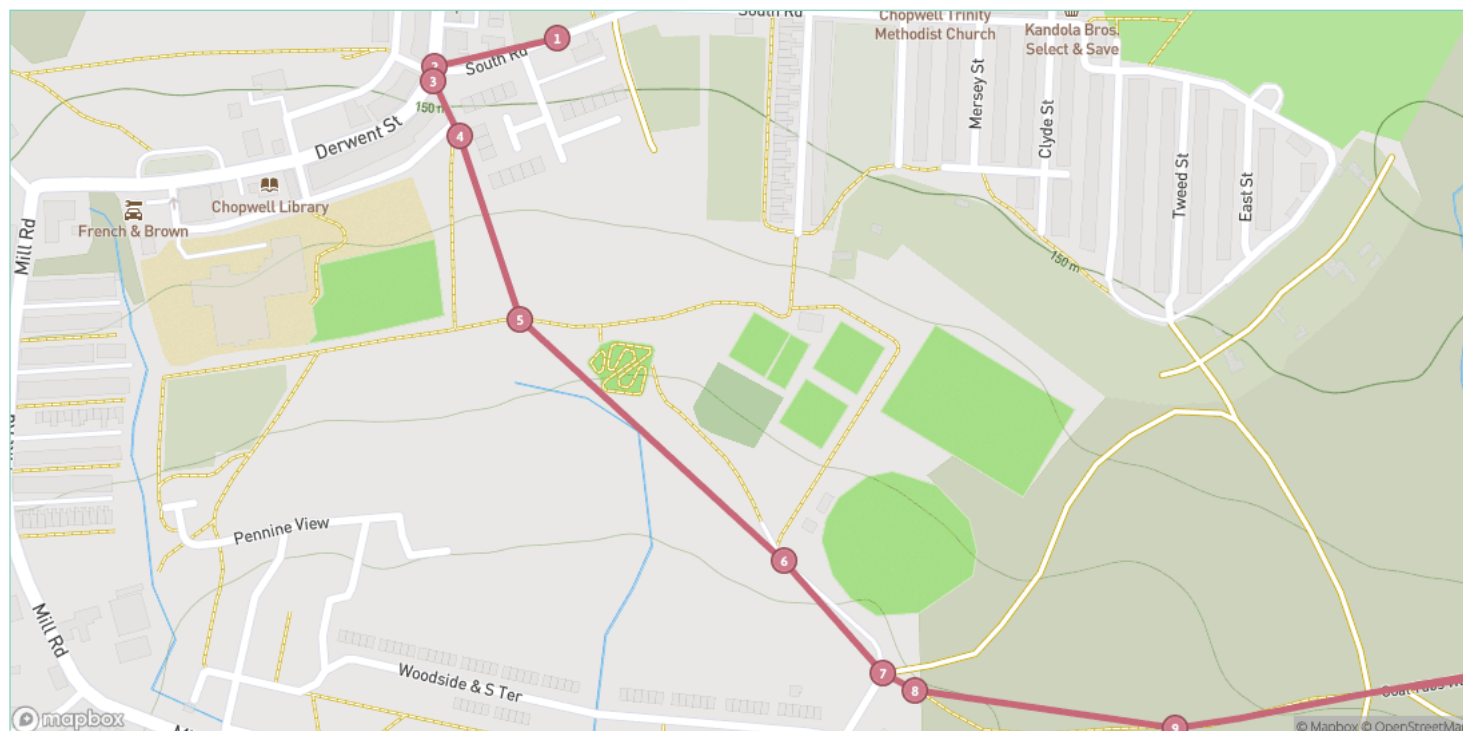 South Rd
Chopwell Trinity
Methodist Church
Kandola Bros.
Select & Save
1
South Rd
2
3
150 m
4
Mersey St
Clyde St
Derwent St
Tweed St
East St
Chopwell Library
French & Brown
Mill Rd
150 m
5
Pennine View
6
Mill Rd
Woodside & S Ter
7
8
9
mapbox
© Mapbox © OpenStreetMap